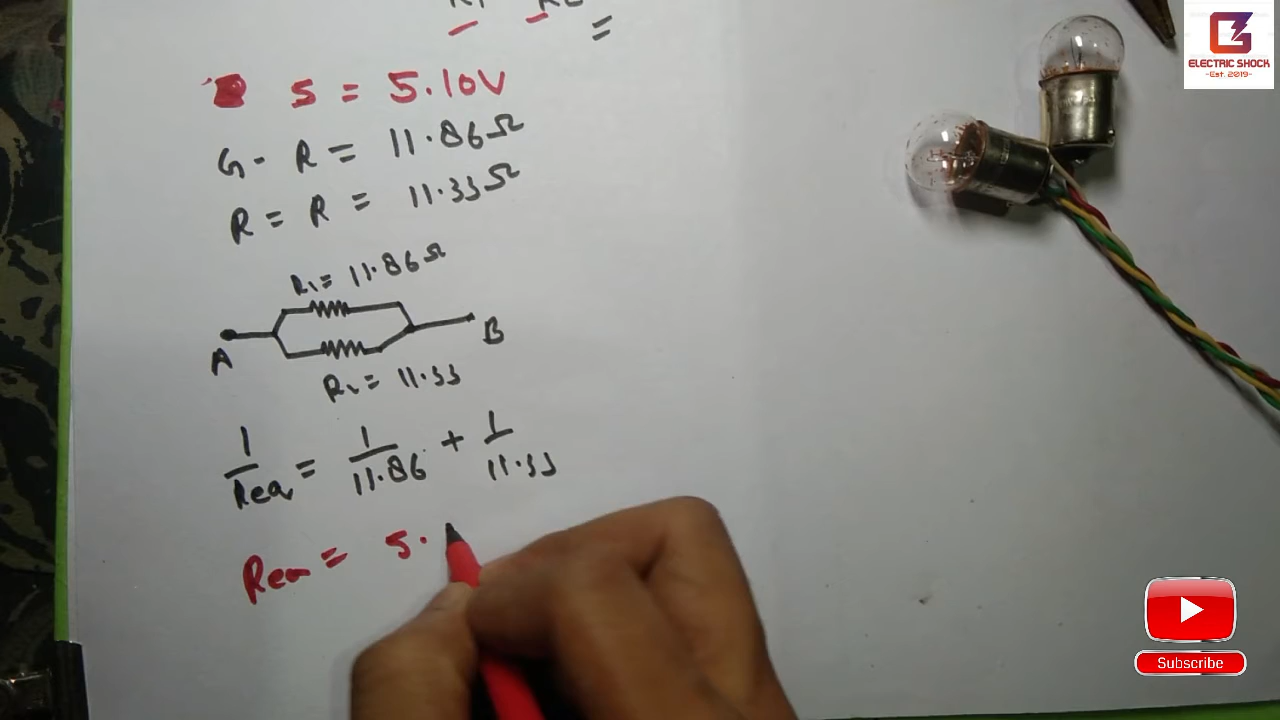 =
S = 5.10V
G - R = 11.86Ω
R = R = 11.33Ω
R1 = 11.86Ω
A
B
R2 = 11.33
1/Req = 1/11.86 + 1/11.33
Req = 5.
ELECTRIC SHOCK
-Est. 2019-
Subscribe